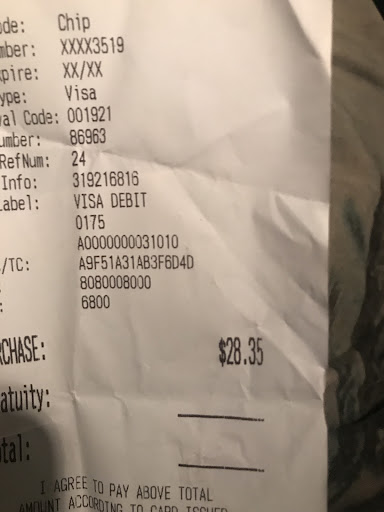 ode: Chip
mber: XXXX3519
xpire: XX/XX
ype: Visa
val Code: 001921
umber: 86963
RefNum: 24
Info: 319216816
abel: VISA DEBIT
0175
A0000000031010
/TC: A9F51A31AB3F6D4D
: 8080008000
: 6800
RCHASE: $28.35
atuity:
tal:
I AGREE TO PAY ABOVE TOTAL
AMOUNT ACCORDING TO CARD ISSUER